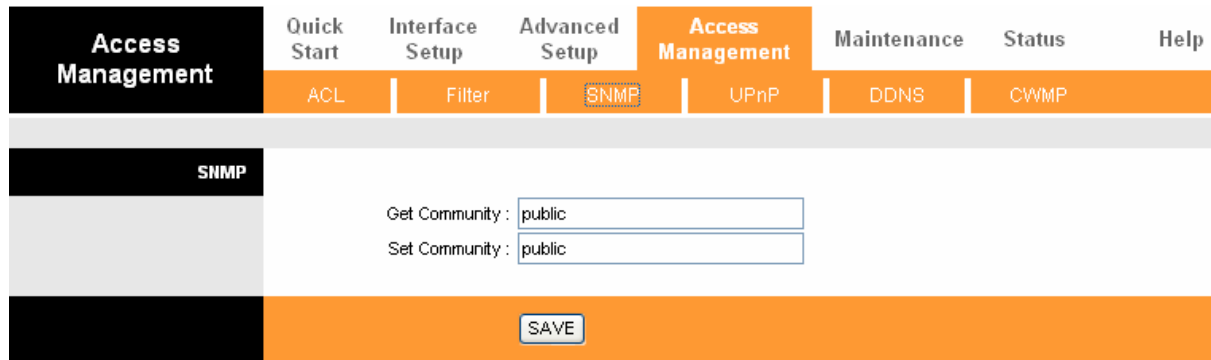 Access Management
Quick Start
Interface Setup
Advanced Setup
Access Management
Maintenance
Status
Help
ACL
Filter
SNMP
UPnP
DDNS
CWMP
SNMP
Get Community : public
Set Community : public
SAVE